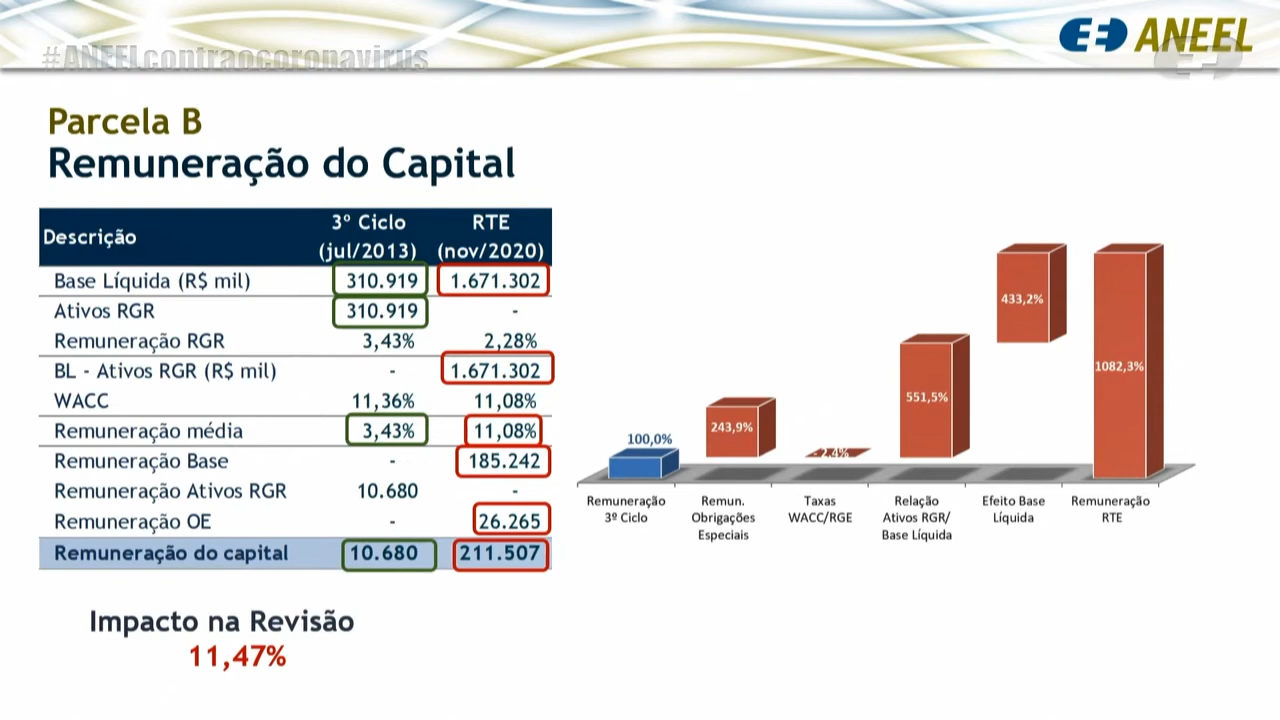 #ANEELcontraocoronavirus
ANEEL
Parcela B
Remuneração do Capital
Descrição 3º Ciclo (jul/2013) RTE (nov/2020)
Base Líquida (R$ mil) 310.919 1.671.302
Ativos RGR 310.919 -
Remuneração RGR 3,43% 2,28%
BL - Ativos RGR (R$ mil) - 1.671.302
WACC 11,36% 11,08%
Remuneração média 3,43% 11,08%
Remuneração Base - 185.242
Remuneração Ativos RGR 10.680 -
Remuneração OE - 26.265
Remuneração do capital 10.680 211.507
Impacto na Revisão
11,47%
100,0%
243,9%
- 2,4%
551,5%
433,2%
1082,3%
Remuneração
3º Ciclo
Remun.
Obrigações
Especiais
Taxas
WACC/RGE
Relação
Ativos RGR/
Base Líquida
Efeito Base
Líquida
Remuneração
RTE